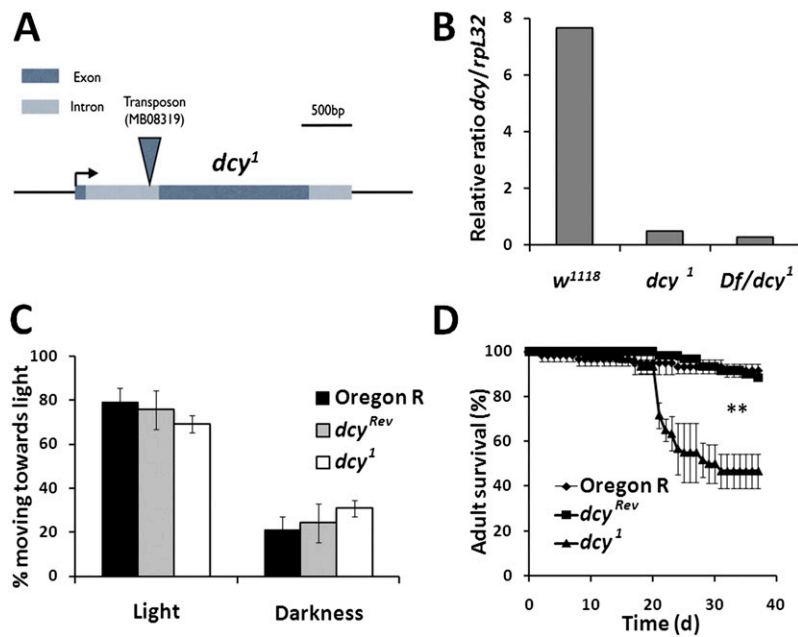 A
Exon
Intron
Transposon
(MB08319)
500bp
dcy¹
B
Relative ratio dcy/rpL32
8
6
4
2
0
w¹¹¹⁸
dcy ¹
Df/dcy¹
C
% moving towards light
100
80
60
40
20
0
Oregon R
dcyᴿᵉᵛ
dcy¹
Light
Darkness
D
Adult survival (%)
100
80
60
40
20
0
**
Oregon R
dcyᴿᵉᵛ
dcy¹
0
10
20
30
40
Time (d)